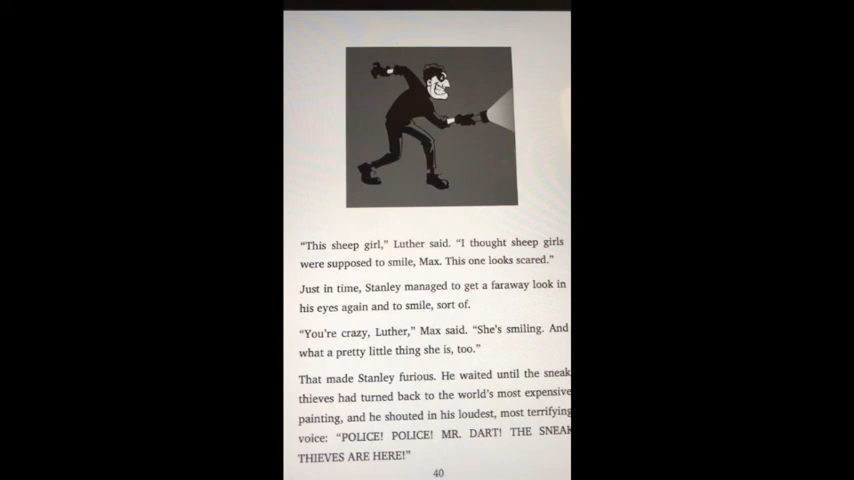 “This sheep girl,” Luther said. “I thought sheep girls
were supposed to smile, Max. This one looks scared.”
Just in time, Stanley managed to get a faraway look in
his eyes again and to smile, sort of.
“You’re crazy, Luther,” Max said. “She’s smiling. And
what a pretty little thing she is, too.”
That made Stanley furious. He waited until the sneak
thieves had turned back to the world’s most expensive
painting, and he shouted in his loudest, most terrifying
voice: “POLICE! POLICE! MR. DART! THE SNEAK
THIEVES ARE HERE!”
40